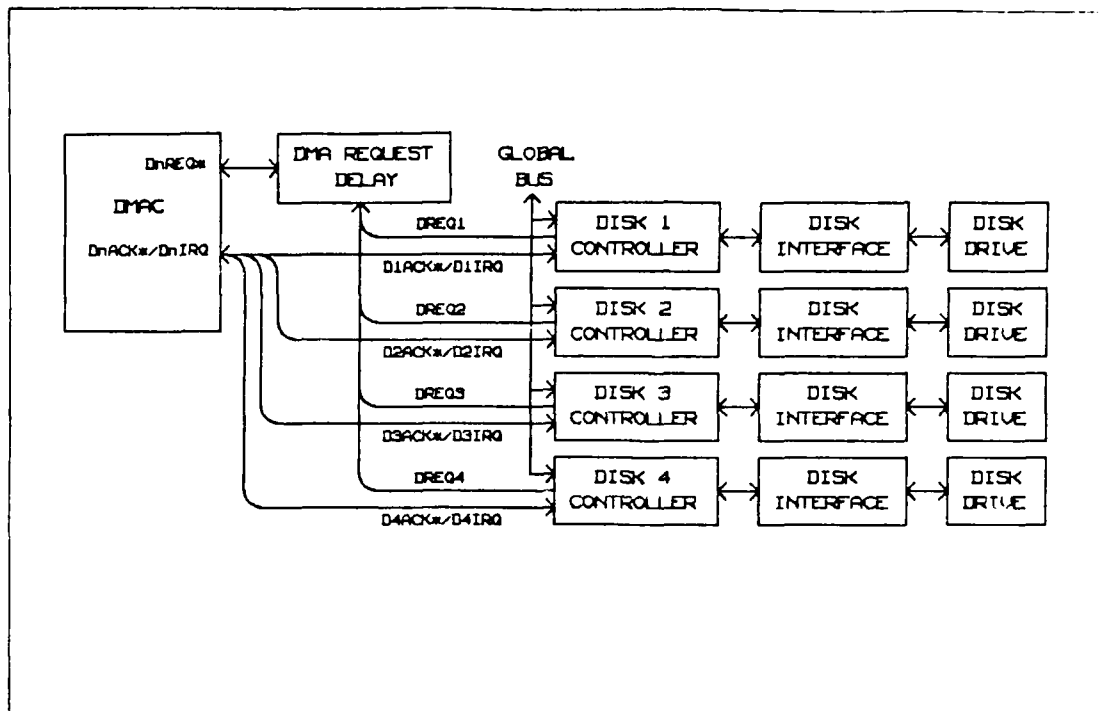 DnREQ*
DMAC
DnACK*/DnIRQ
DMA REQUEST
DELAY
GLOBAL
BUS
DREQ1
D1ACK*/D1IRQ
DISK 1
CONTROLLER
DISK
INTERFACE
DISK
DRIVE
DREQ2
D2ACK*/D2IRQ
DISK 2
CONTROLLER
DISK
INTERFACE
DISK
DRIVE
DREQ3
D3ACK*/D3IRQ
DISK 3
CONTROLLER
DISK
INTERFACE
DISK
DRIVE
DREQ4
D4ACK*/D4IRQ
DISK 4
CONTROLLER
DISK
INTERFACE
DISK
DRIVE